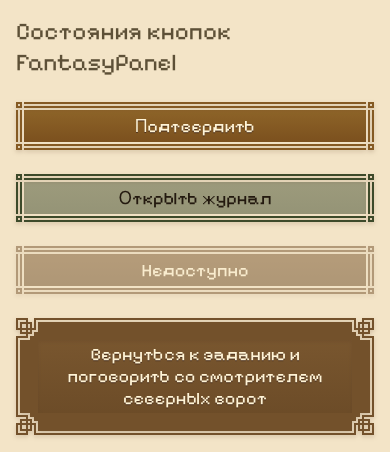 Состояния кнопок
FantasyPanel
Подтвердить
Открыть журнал
Недоступно
Вернуться к заданию и
поговорить со смотрителем
северных ворот